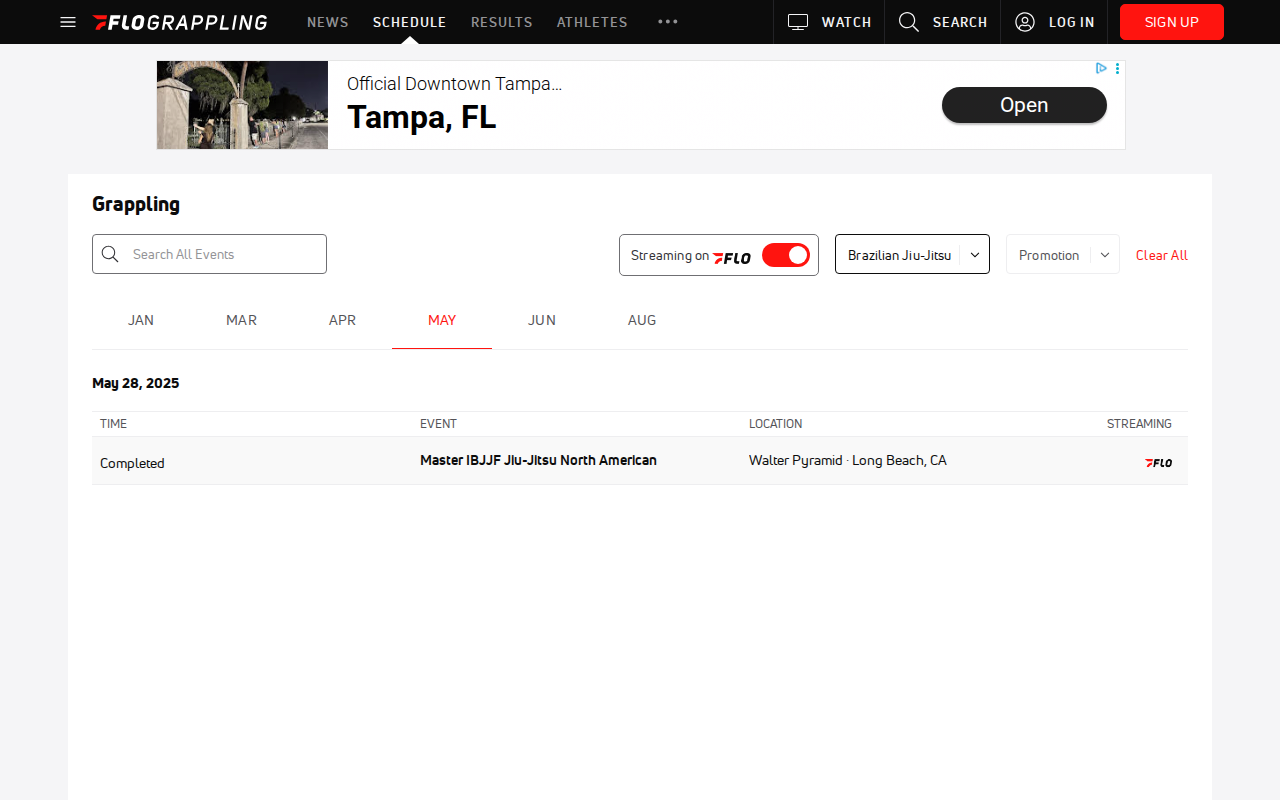 FLOGRAPPLING NEWS SCHEDULE RESULTS ATHLETES WATCH SEARCH LOG IN SIGN UP
Official Downtown Tampa...
Tampa, FL
Open
Grappling
Search All Events
Streaming on FLO
Brazilian Jiu-Jitsu
Promotion
Clear All
JAN MAR APR MAY JUN AUG
May 28, 2025
TIME EVENT LOCATION STREAMING
Completed Master IBJJF Jiu-Jitsu North American Walter Pyramid · Long Beach, CA FLO